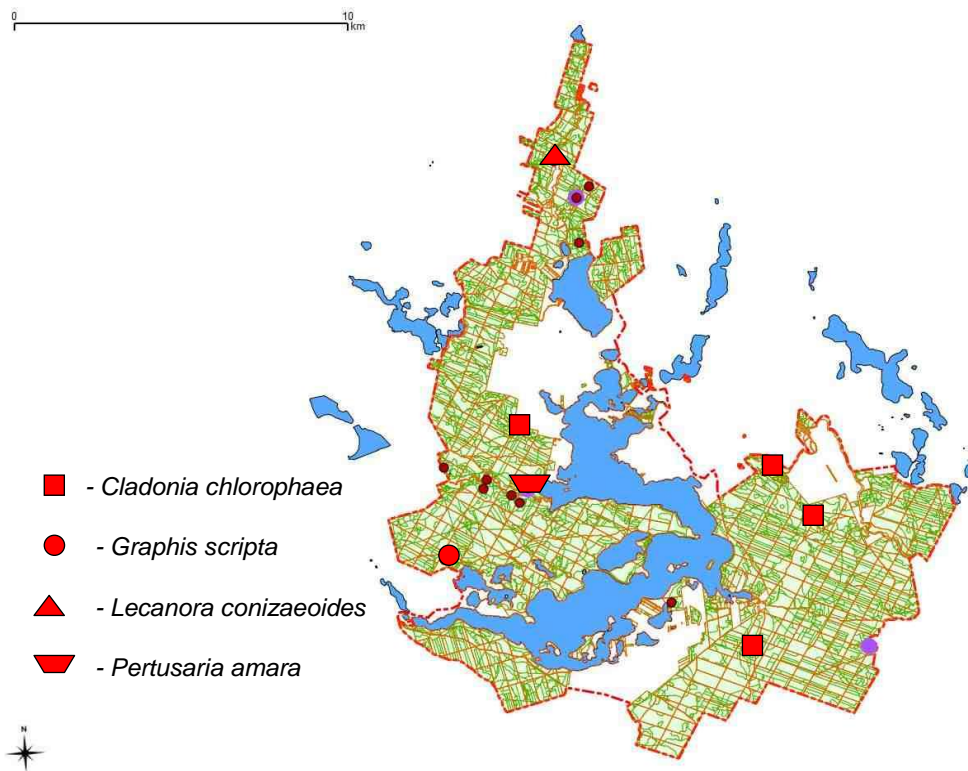 0 10
km
- Cladonia chlorophaea
- Graphis scripta
- Lecanora conizaeoides
- Pertusaria amara
N